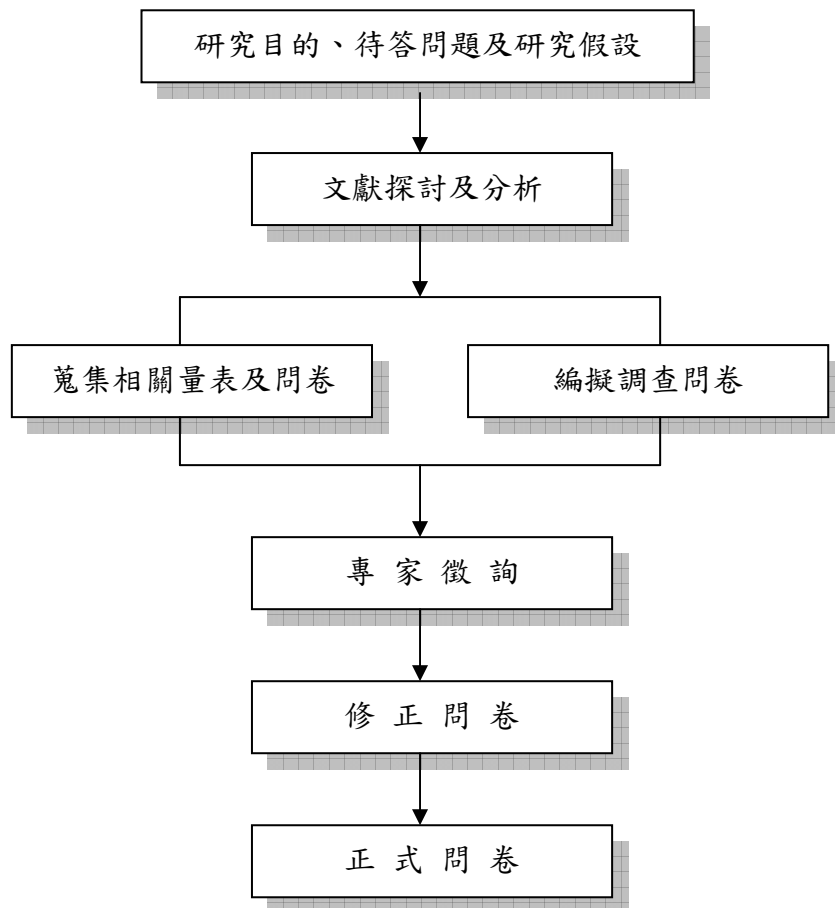 研究目的、待答問題及研究假設
文獻探討及分析
蒐集相關量表及問卷
編擬調查問卷
專家徵詢
修正問卷
正式問卷